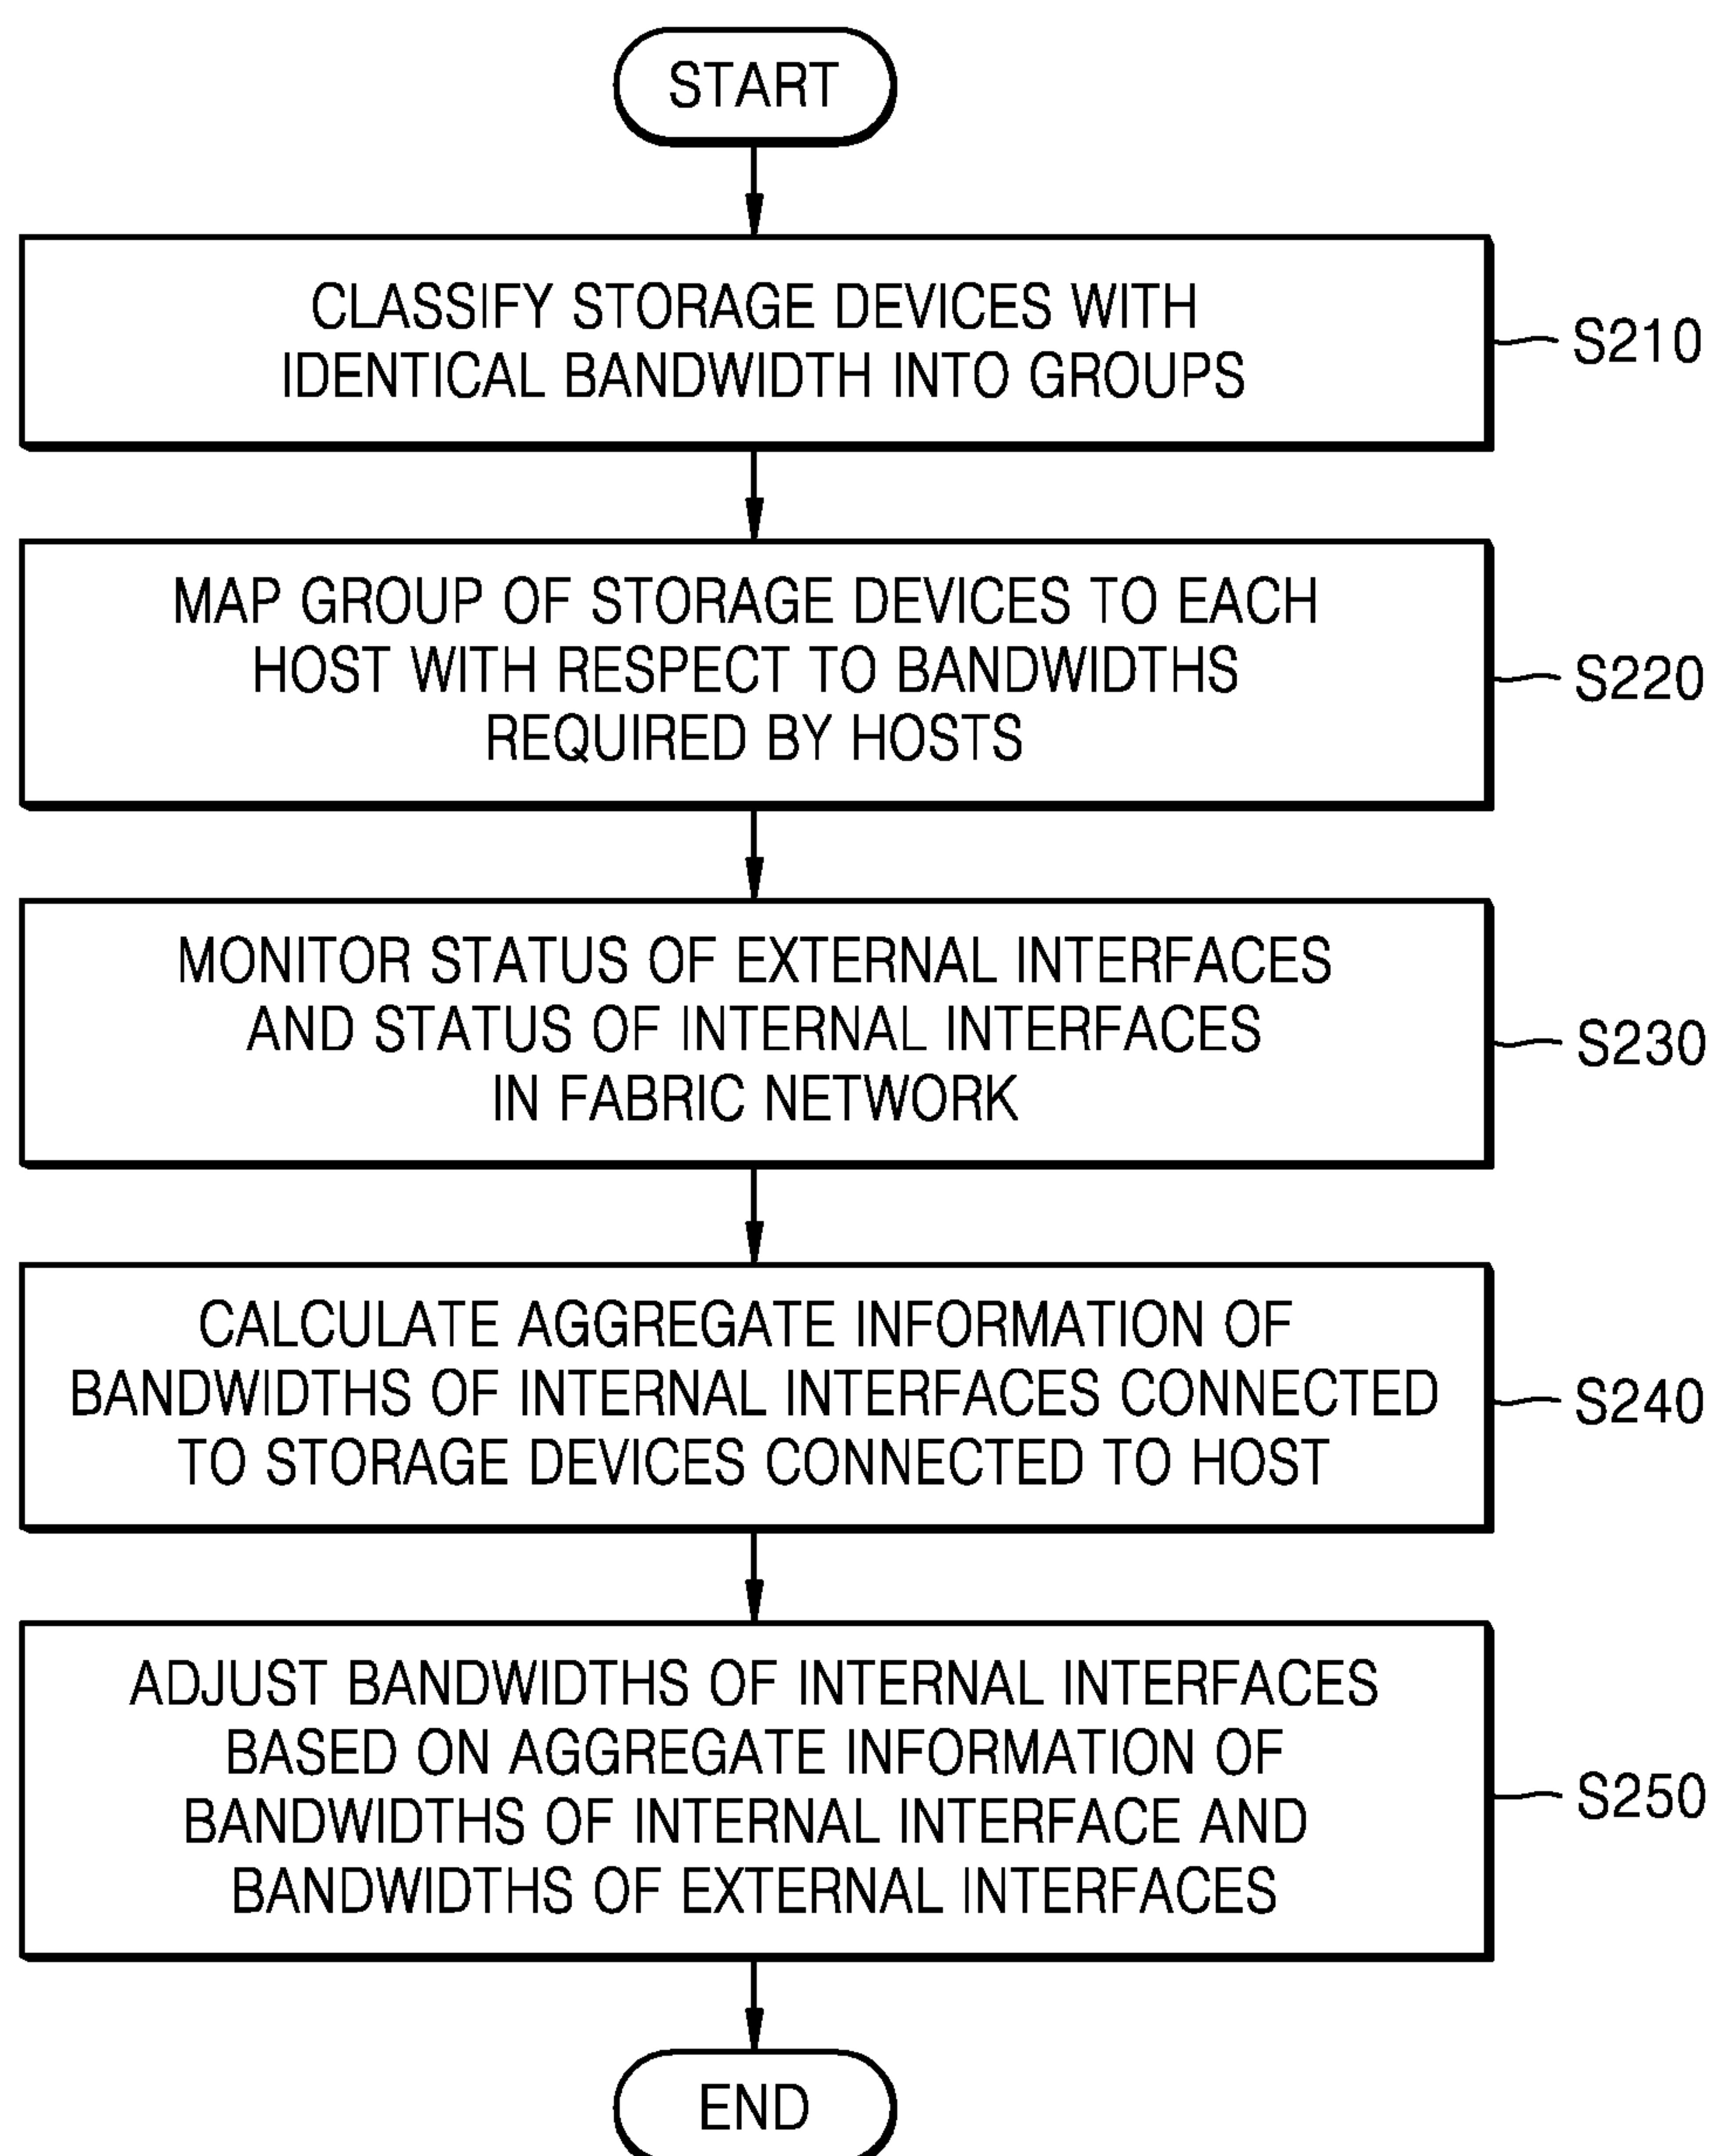 START
CLASSIFY STORAGE DEVICES WITH
IDENTICAL BANDWIDTH INTO GROUPS
S210
MAP GROUP OF STORAGE DEVICES TO EACH
HOST WITH RESPECT TO BANDWIDTHS
REQUIRED BY HOSTS
S220
MONITOR STATUS OF EXTERNAL INTERFACES
AND STATUS OF INTERNAL INTERFACES
IN FABRIC NETWORK
S230
CALCULATE AGGREGATE INFORMATION OF
BANDWIDTHS OF INTERNAL INTERFACES CONNECTED
TO STORAGE DEVICES CONNECTED TO HOST
S240
ADJUST BANDWIDTHS OF INTERNAL INTERFACES
BASED ON AGGREGATE INFORMATION OF
BANDWIDTHS OF INTERNAL INTERFACE AND
BANDWIDTHS OF EXTERNAL INTERFACES
S250
END